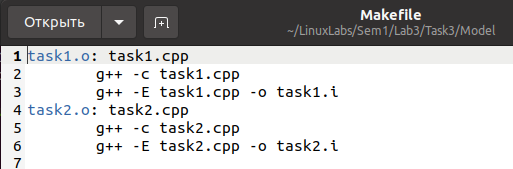 Открыть
Makefile
~/LinuxLabs/Sem1/Lab3/Task3/Model
1 task1.o: task1.cpp
2 g++ -c task1.cpp
3 g++ -E task1.cpp -o task1.i
4 task2.o: task2.cpp
5 g++ -c task2.cpp
6 g++ -E task2.cpp -o task2.i
7